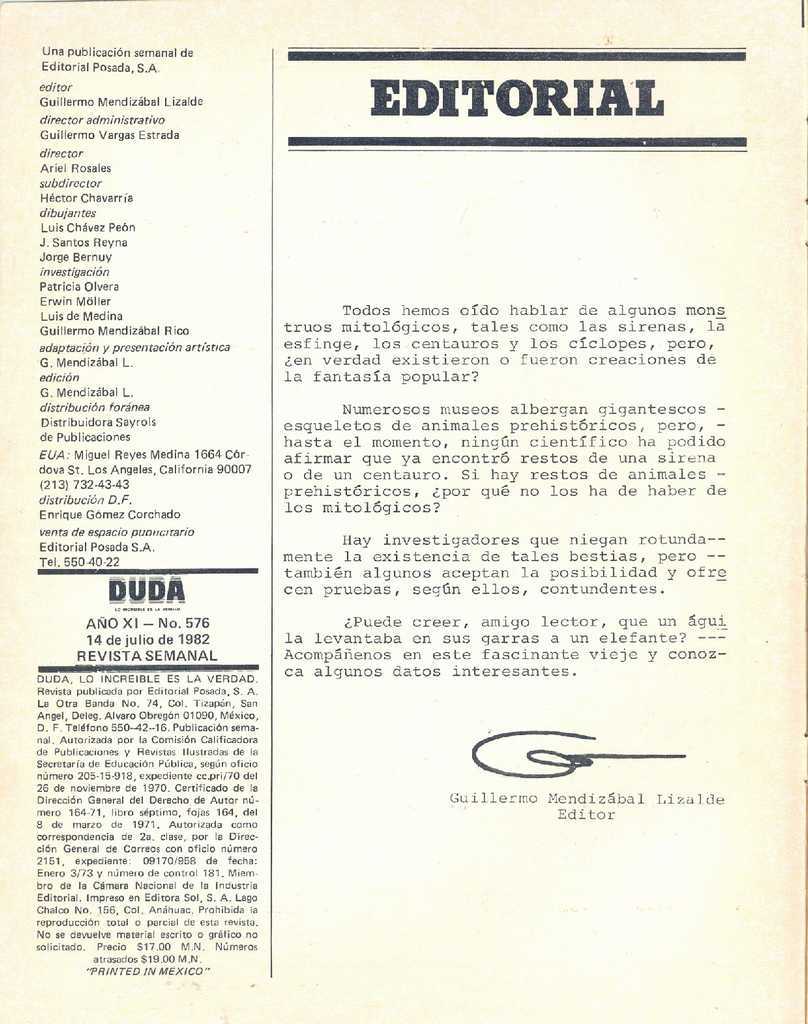 Una publicación semanal de
Editorial Posada, S.A.
editor
Guillermo Mendizábal Lizalde
director administrativo
Guillermo Vargas Estrada
director
Ariel Rosales
subdirector
Héctor Chavarría
dibujantes
Luis Chávez Peón
J. Santos Reyna
Jorge Bernuy
investigación
Patricia Olvera
Erwin Möller
Luis de Medina
Guillermo Mendizábal Rico
adaptación y presentación artística
G. Mendizábal L.
edición
G. Mendizábal L.
distribución foránea
Distribuidora Sayrols
de Publicaciones
EUA: Miguel Reyes Medina 1664 Cór-
dova St. Los Angeles, California 90007
(213) 732-43-43
distribución D.F.
Enrique Gómez Corchado
venta de espacio publicitario
Editorial Posada S.A.
Tel. 550-40-22
DUDA
LO INCREIBLE ES LA VERDAD
AÑO XI – No. 576
14 de julio de 1982
REVISTA SEMANAL
DUDA, LO INCREIBLE ES LA VERDAD.
Revista publicada por Editorial Posada, S. A.
La Otra Banda No. 74, Col. Tizapán, San
Angel, Deleg. Alvaro Obregón 01090, México,
D. F. Teléfono 550-42-16. Publicación sema-
nal. Autorizada por la Comisión Calificadora
de Publicaciones y Revistas Ilustradas de la
Secretaría de Educación Pública, según oficio
número 205-15-918, expediente cc.pri/70 del
26 de noviembre de 1970. Certificado de la
Dirección General del Derecho de Autor nú-
mero 164-71, libro séptimo, fojas 164, del
8 de marzo de 1971. Autorizada como
correspondencia de 2a. clase, por la Direc-
ción General de Correos con oficio número
2151, expediente: 09170/958 de fecha:
Enero 3/73 y número de control 181. Miem-
bro de la Cámara Nacional de la Industria
Editorial. Impreso en Editora Sol, S. A. Lago
Chalco No. 156, Col. Anáhuac. Prohibida la
reproducción total o parcial de esta revista.
No se devuelve material escrito o gráfico no
solicitado. Precio $17.00 M.N. Números
atrasados $19.00 M.N.
"PRINTED IN MEXICO"
EDITORIAL
Todos hemos oído hablar de algunos mons
truos mitológicos, tales como las sirenas, la
esfinge, los centauros y los cíclopes, pero,
¿en verdad existieron o fueron creaciones de
la fantasía popular?
Numerosos museos albergan gigantescos -
esqueletos de animales prehistóricos, pero, -
hasta el momento, ningún científico ha podido
afirmar que ya encontró restos de una sirena
o de un centauro. Si hay restos de animales -
prehistóricos, ¿por qué no los ha de haber de
los mitológicos?
Hay investigadores que niegan rotunda--
mente la existencia de tales bestias, pero --
también algunos aceptan la posibilidad y ofre
cen pruebas, según ellos, contundentes.
¿Puede creer, amigo lector, que un águi
la levantaba en sus garras a un elefante? ---
Acompáñenos en este fascinante vieje y conoz-
ca algunos datos interesantes.
Guillermo Mendizábal Lizalde
Editor